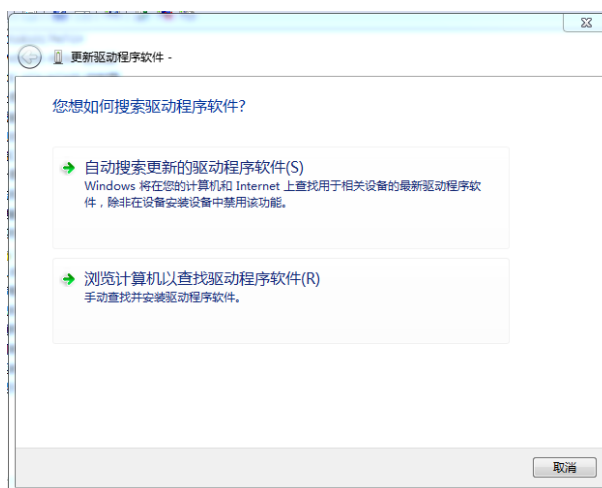 更新驱动程序软件 -
您想如何搜索驱动程序软件?
自动搜索更新的驱动程序软件(S)
Windows 将在您的计算机和 Internet 上查找用于相关设备的最新驱动程序软
件，除非在设备安装设备中禁用该功能。
浏览计算机以查找驱动程序软件(R)
手动查找并安装驱动程序软件。
取消